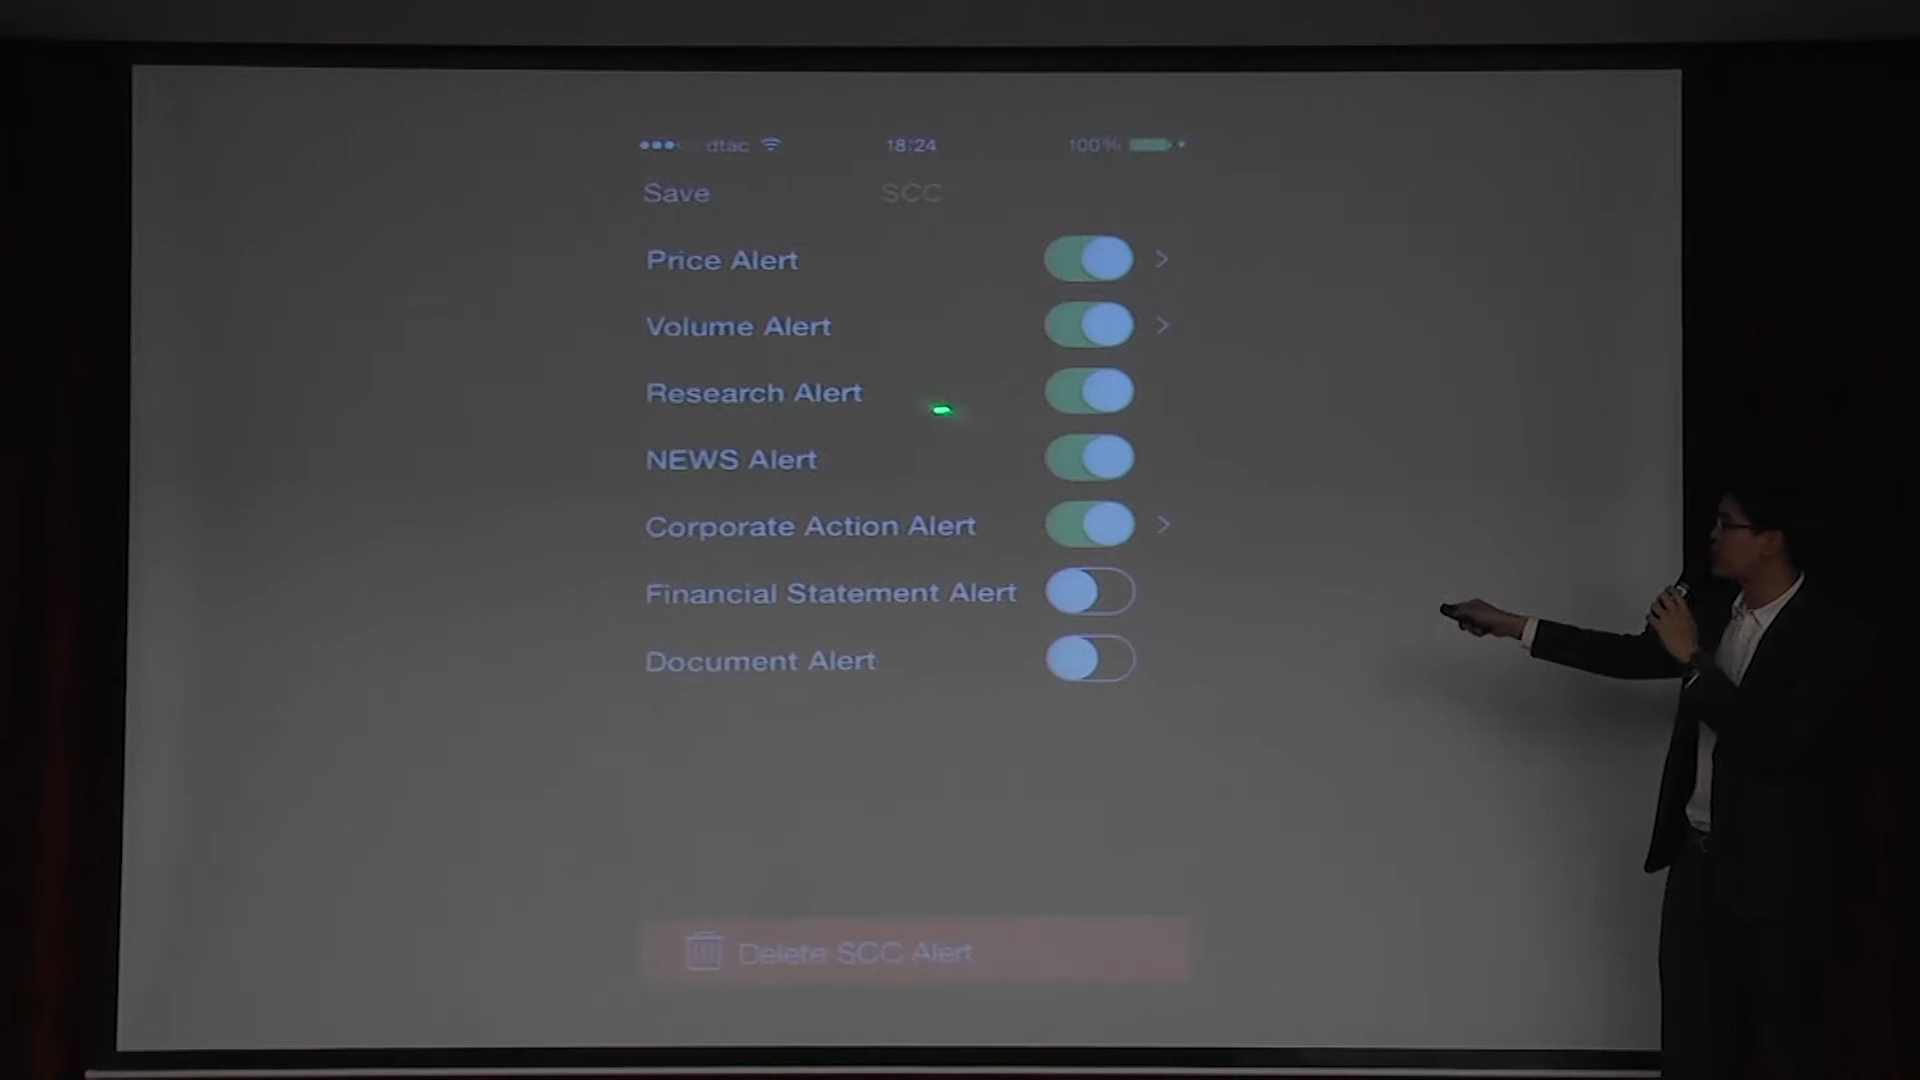 dtac 18:24 100%
Save SCC
Price Alert
Volume Alert
Research Alert
NEWS Alert
Corporate Action Alert
Financial Statement Alert
Document Alert
Delete SCC Alert